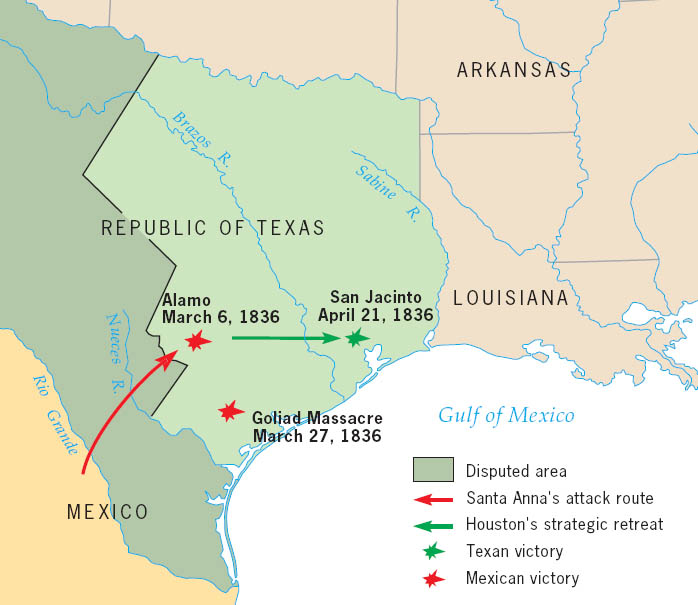 ARKANSAS
Brazos R.
Sabine R.
REPUBLIC OF TEXAS
Alamo
March 6, 1836
San Jacinto
April 21, 1836
LOUISIANA
Nueces R.
Rio Grande
Goliad Massacre
March 27, 1836
Gulf of Mexico
MEXICO
Disputed area
Santa Anna's attack route
Houston's strategic retreat
Texan victory
Mexican victory